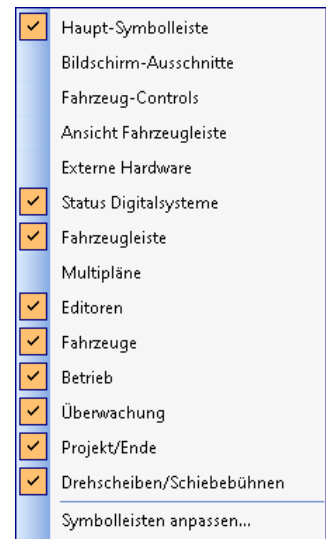 Haupt-Symbolleiste
Bildschirm-Ausschnitte
Fahrzeug-Controls
Ansicht Fahrzeugleiste
Externe Hardware
Status Digitalsysteme
Fahrzeugleiste
Multipläne
Editoren
Fahrzeuge
Betrieb
Überwachung
Projekt/Ende
Drehscheiben/Schiebebühnen
Symbolleisten anpassen...